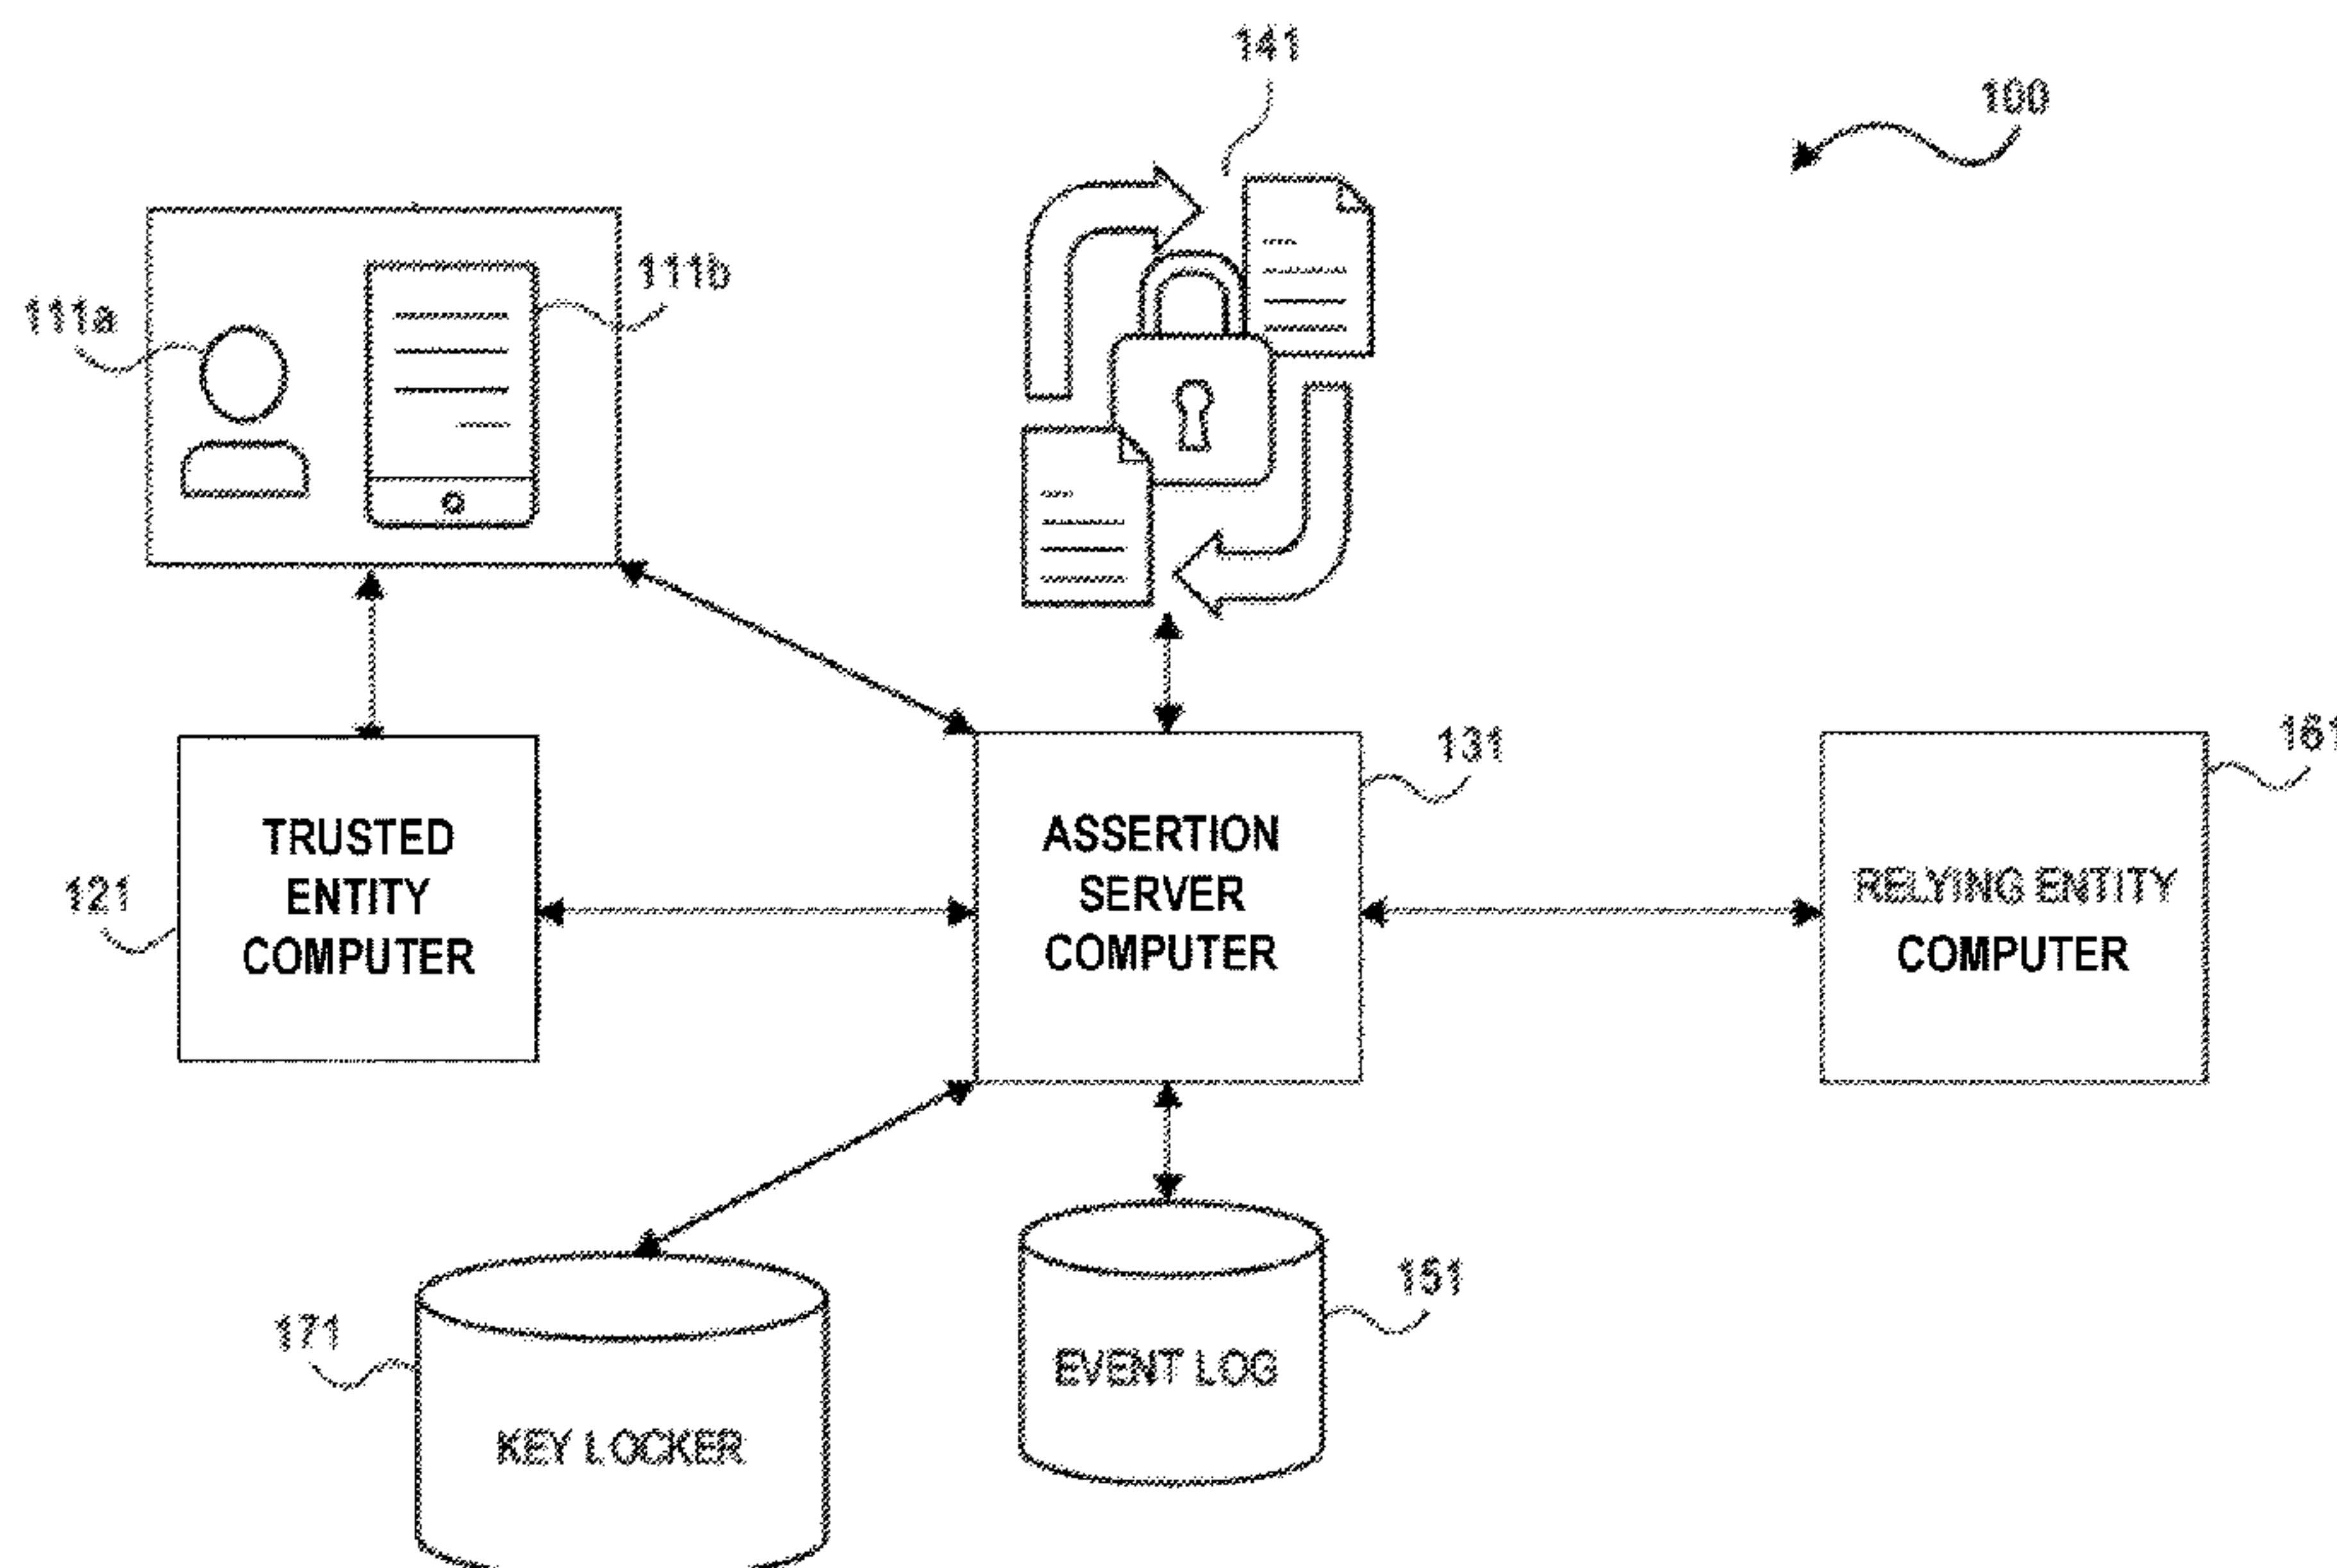 141
100
111a
111b
131
TRUSTED
ENTITY
COMPUTER
121
ASSERTION
SERVER
COMPUTER
RELYING ENTITY
COMPUTER
171
KEY LOCKER
151
EVENT LOG